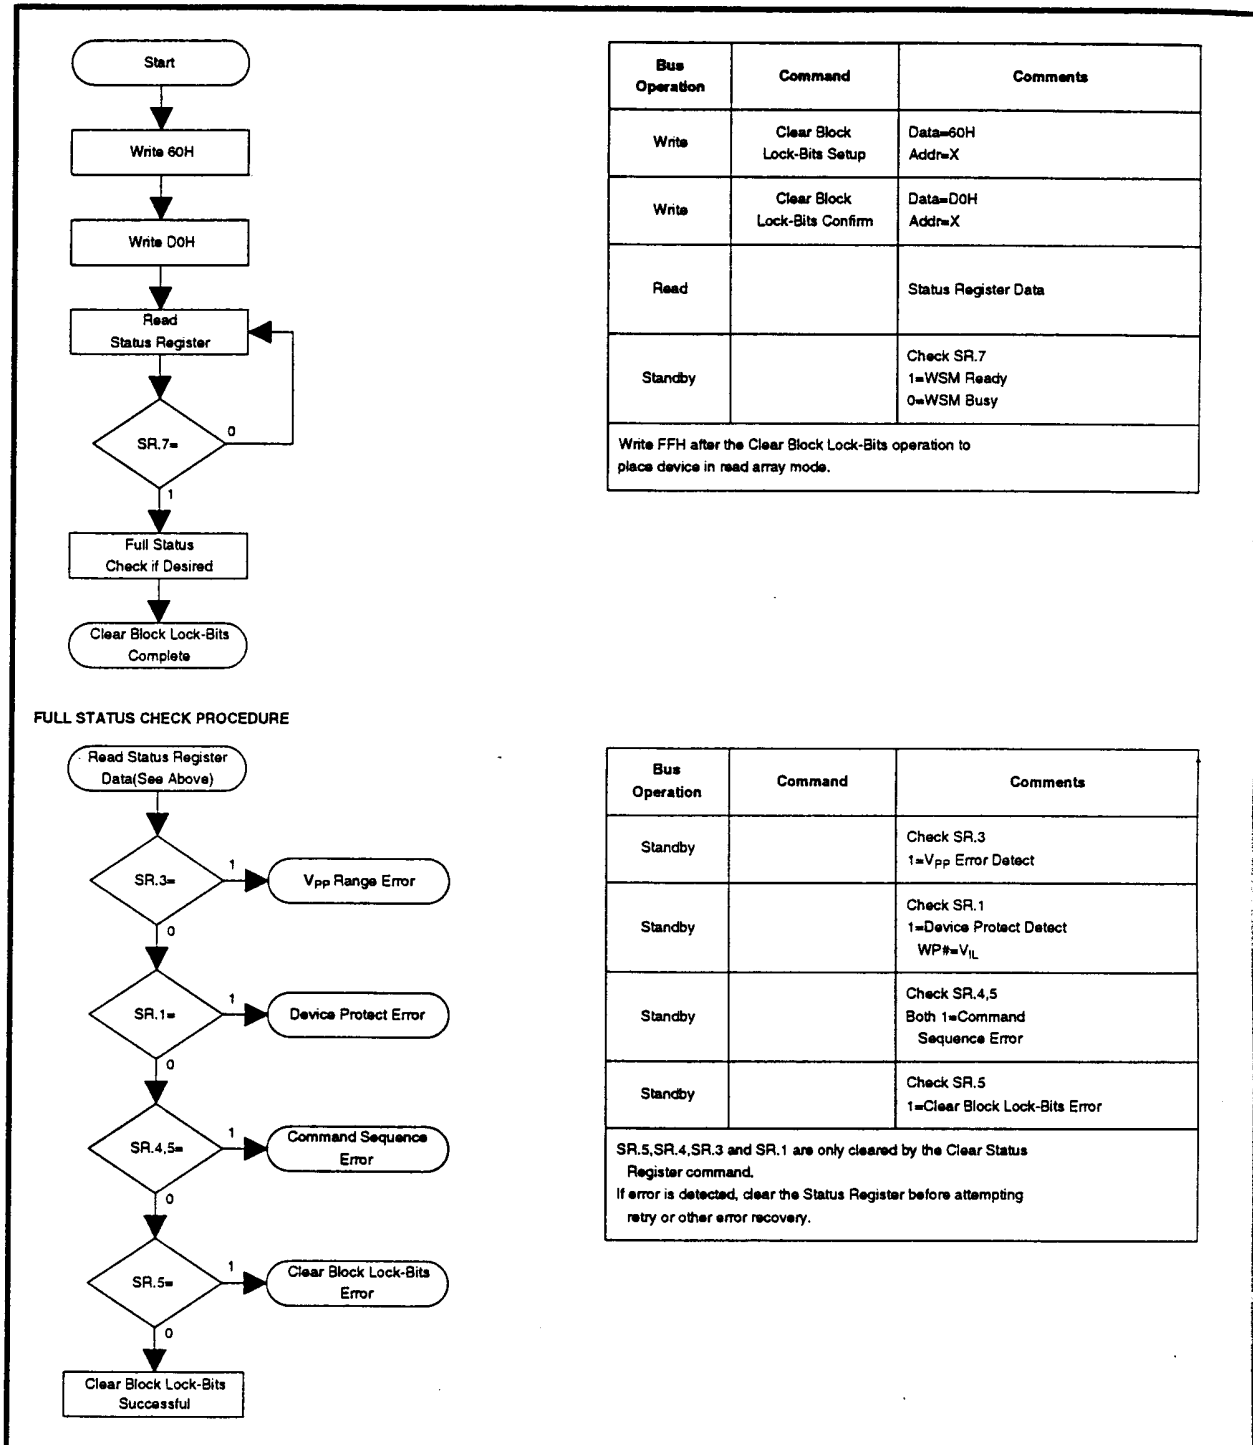 Start
Write 60H
Write D0H
Read
Status Register
SR.7=
0
1
Full Status
Check if Desired
Clear Block Lock-Bits
Complete
Bus
Operation
Command
Comments
Write
Clear Block
Lock-Bits Setup
Data=60H
Addr=X
Write
Clear Block
Lock-Bits Confirm
Data=D0H
Addr=X
Read
Status Register Data
Standby
Check SR.7
1=WSM Ready
0=WSM Busy
Write FFH after the Clear Block Lock-Bits operation to
place device in read array mode.
FULL STATUS CHECK PROCEDURE
Read Status Register
Data(See Above)
SR.3=
1
VPP Range Error
0
SR.1=
1
Device Protect Error
0
SR.4,5=
1
Command Sequence
Error
0
SR.5=
1
Clear Block Lock-Bits
Error
0
Clear Block Lock-Bits
Successful
Bus
Operation
Command
Comments
Standby
Check SR.3
1=VPP Error Detect
Standby
Check SR.1
1=Device Protect Detect
WP#=VIL
Standby
Check SR.4,5
Both 1=Command
Sequence Error
Standby
Check SR.5
1=Clear Block Lock-Bits Error
SR.5,SR.4,SR.3 and SR.1 are only cleared by the Clear Status
Register command.
If error is detected, clear the Status Register before attempting
retry or other error recovery.